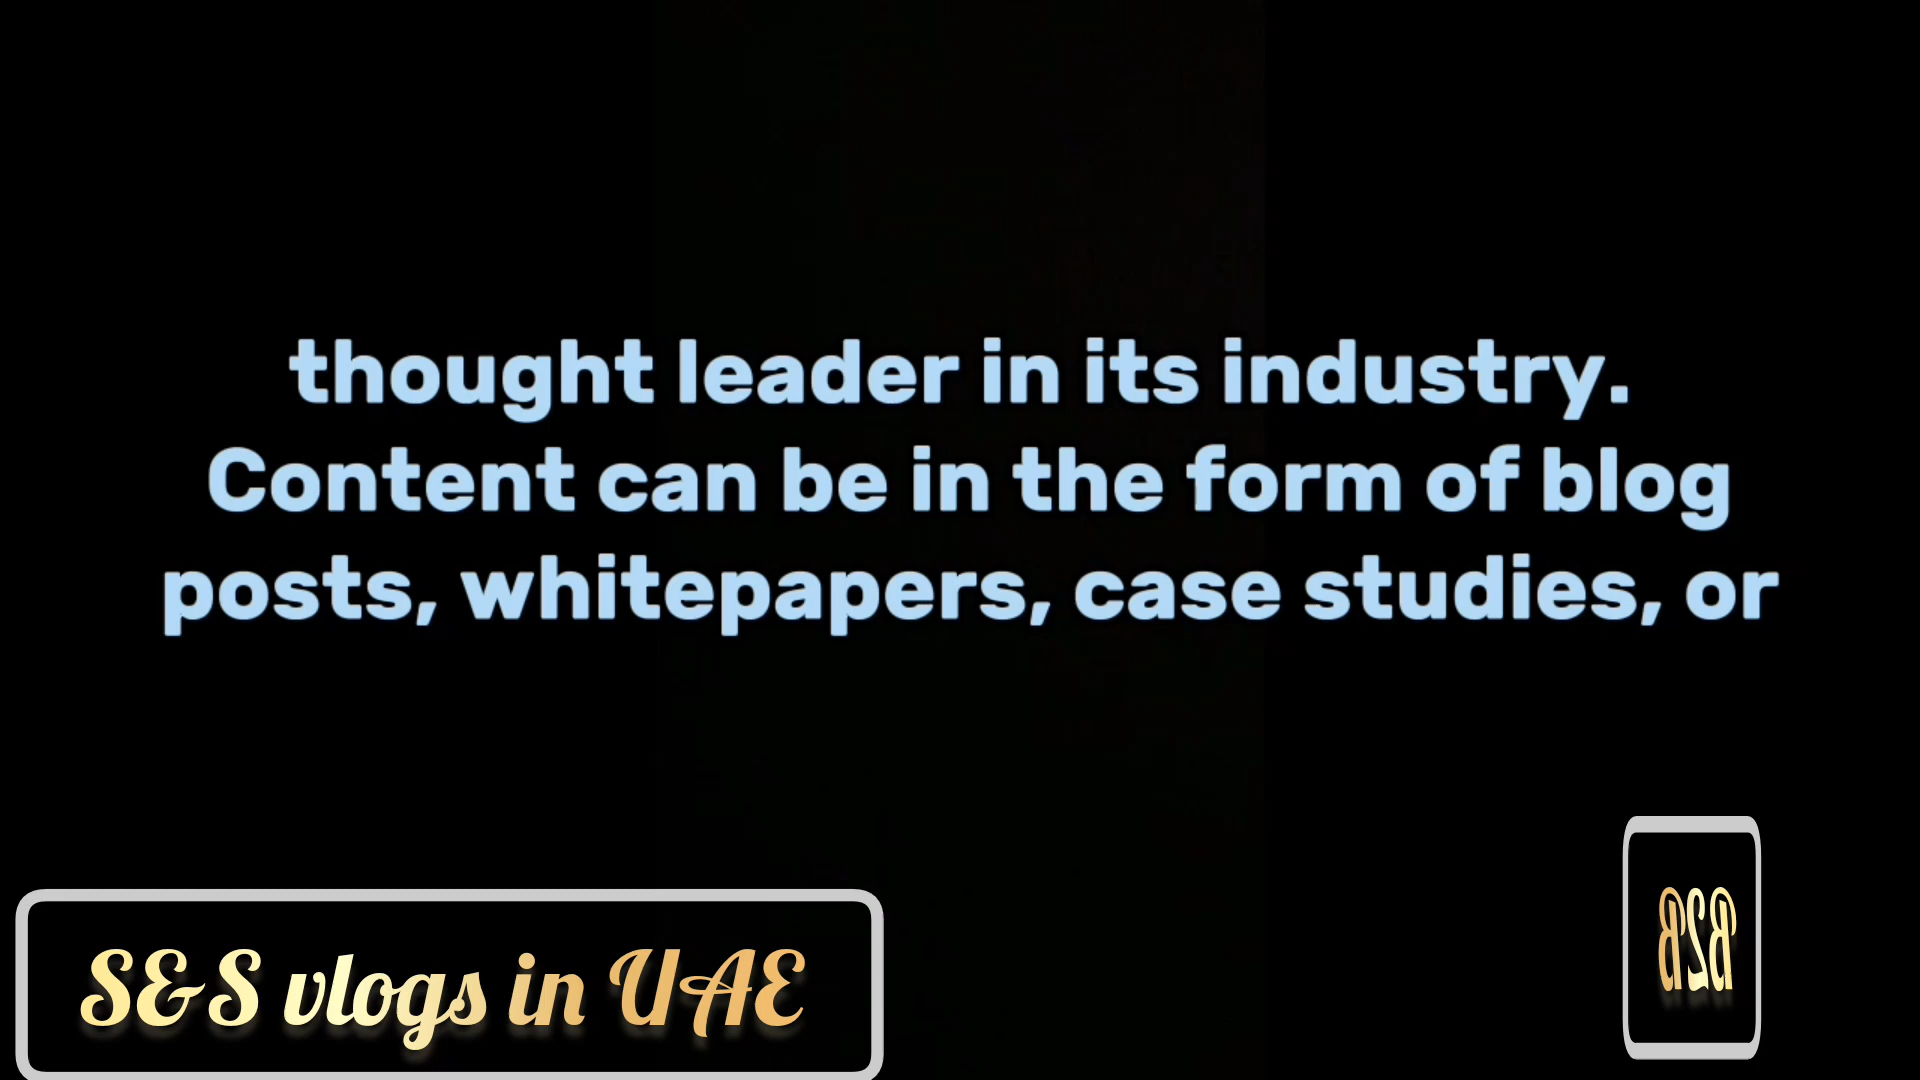 thought leader in its industry.
Content can be in the form of blog
posts, whitepapers, case studies, or
S&S vlogs in UAE
B2B